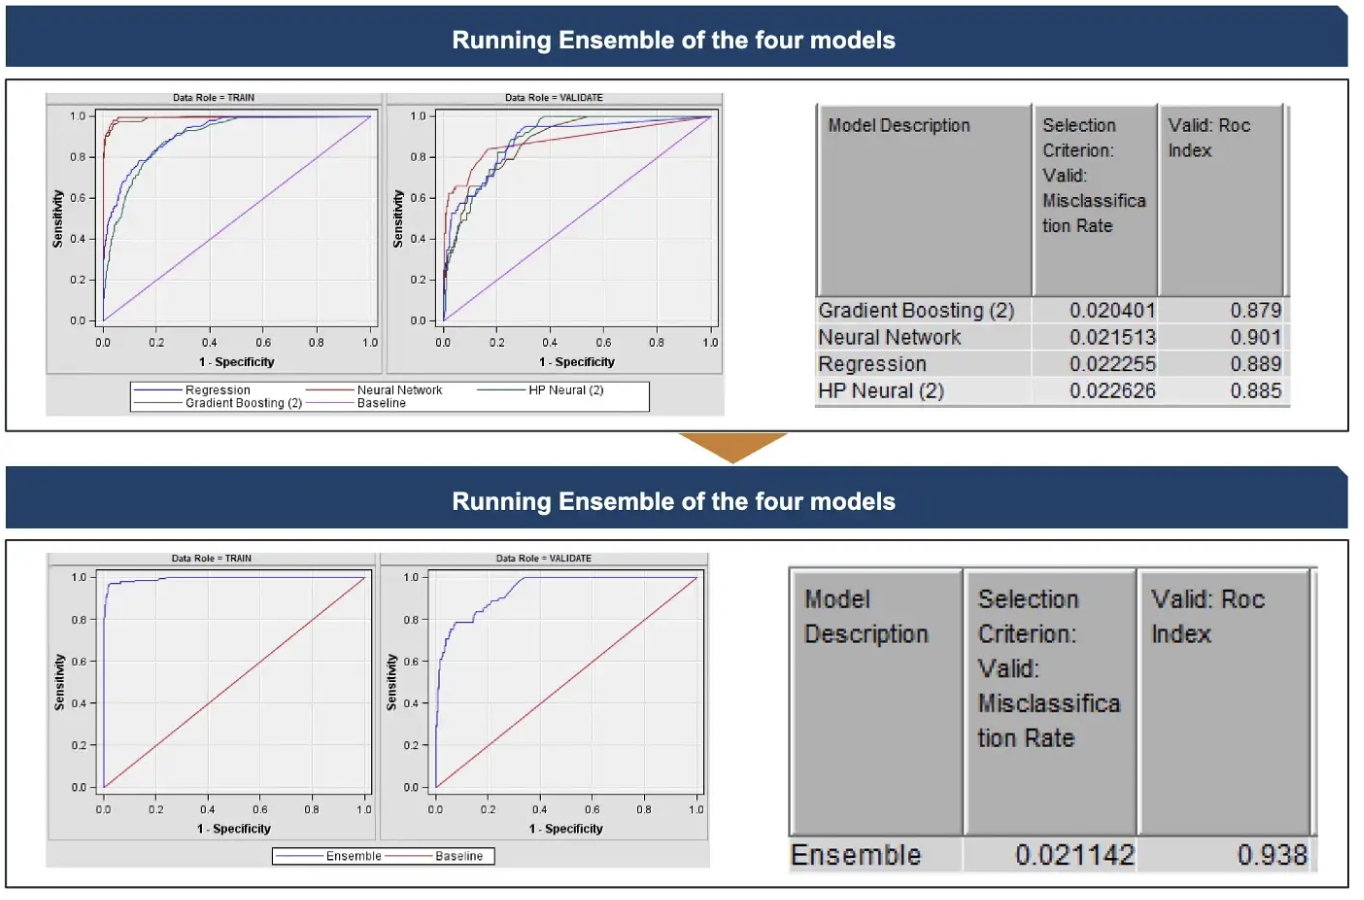 Running Ensemble of the four models
Data Role = TRAIN
Data Role = VALIDATE
Sensitivity
1.0
0.8
0.6
0.4
0.2
0.0
0.0 0.2 0.4 0.6 0.8 1.0
1 - Specificity
Sensitivity
1.0
0.8
0.6
0.4
0.2
0.0
0.0 0.2 0.4 0.6 0.8 1.0
1 - Specificity
Regression Neural Network HP Neural (2)
Gradient Boosting (2) Baseline
Model Description
Selection
Criterion:
Valid:
Misclassifica
tion Rate
Valid: Roc
Index
Gradient Boosting (2) 0.020401 0.879
Neural Network 0.021513 0.901
Regression 0.022255 0.889
HP Neural (2) 0.022626 0.885
Running Ensemble of the four models
Data Role = TRAIN
Data Role = VALIDATE
Sensitivity
1.0
0.8
0.6
0.4
0.2
0.0
0.0 0.2 0.4 0.6 0.8 1.0
1 - Specificity
Sensitivity
1.0
0.8
0.6
0.4
0.2
0.0
0.0 0.2 0.4 0.6 0.8 1.0
1 - Specificity
Ensemble Baseline
Model
Description
Selection
Criterion:
Valid:
Misclassifica
tion Rate
Valid: Roc
Index
Ensemble 0.021142 0.938